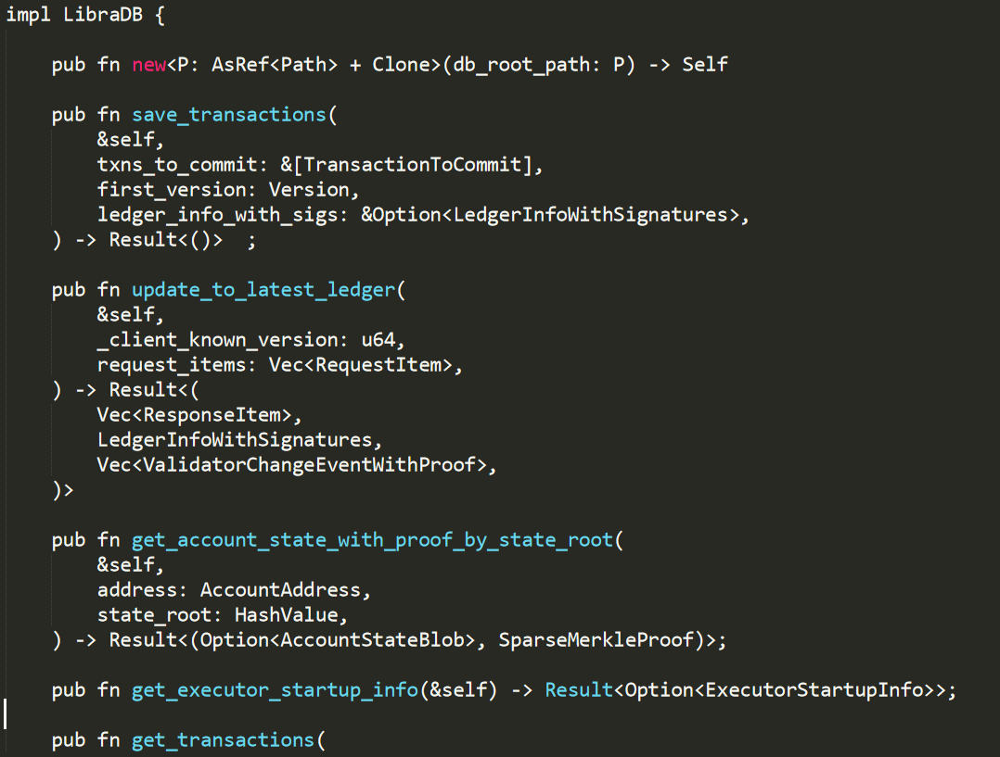 impl LibraDB {
pub fn new<P: AsRef<Path> + Clone>(db_root_path: P) -> Self
pub fn save_transactions(
&self,
txns_to_commit: &[TransactionToCommit],
first_version: Version,
ledger_info_with_sigs: &Option<LedgerInfoWithSignatures>,
) -> Result<()>  ;
pub fn update_to_latest_ledger(
&self,
_client_known_version: u64,
request_items: Vec<RequestItem>,
) -> Result<(
Vec<ResponseItem>,
LedgerInfoWithSignatures,
Vec<ValidatorChangeEventWithProof>,
)>
pub fn get_account_state_with_proof_by_state_root(
&self,
address: AccountAddress,
state_root: HashValue,
) -> Result<(Option<AccountStateBlob>, SparseMerkleProof)>;
pub fn get_executor_startup_info(&self) -> Result<Option<ExecutorStartupInfo>>;
pub fn get_transactions(